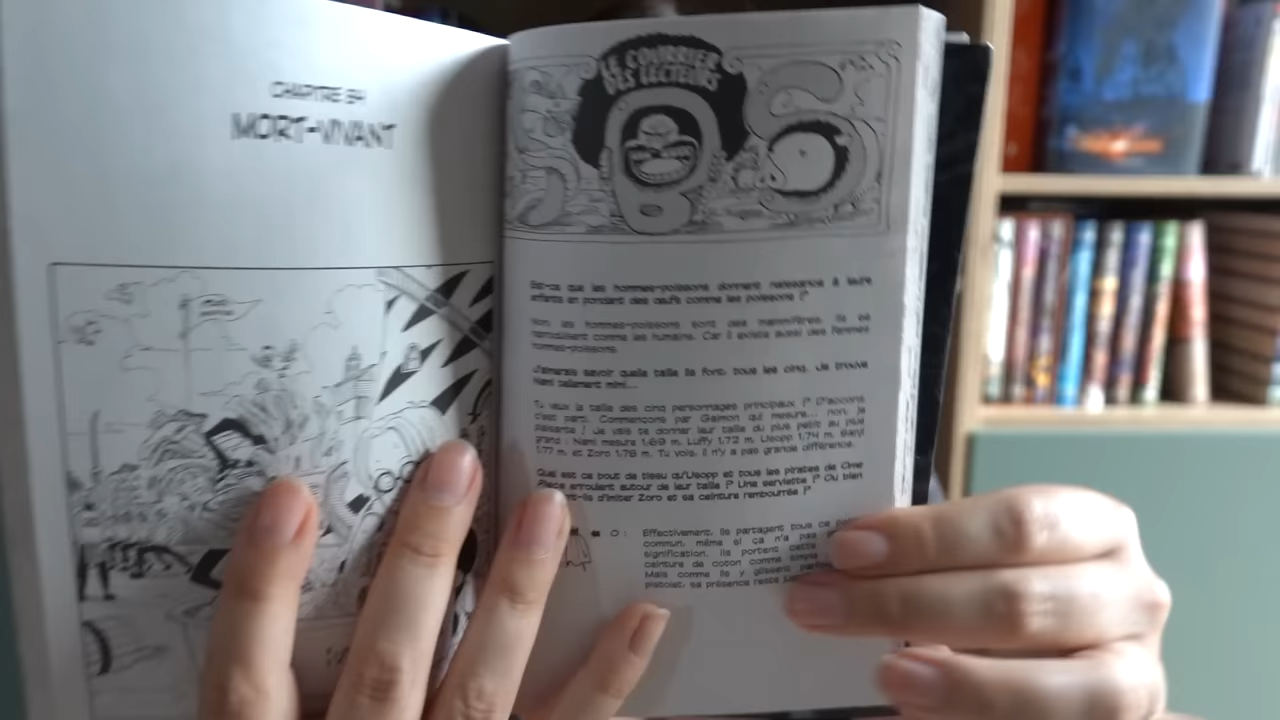 CHAPITRE 84
MORT-VIVANT
LE COURRIER
DES LECTEURS
Est-ce que les hommes-poissons donnent naissance à leurs
enfants en pondant des œufs comme les poissons !?
Non, les hommes-poissons sont des mammifères. Ils se
reproduisent comme les humains. Car il existe aussi des femmes
hommes-poissons.
J'aimerais savoir quelle taille ils font, tous les cinq. Je trouve
Nami tellement mimi...
Tu veux la taille des cinq personnages principaux !? D'accord,
c'est parti. Commençons par Gaimon qui mesure... non, je
plaisante ! Je vais te donner leur taille du plus petit au plus
grand : Nami mesure 1,69 m, Luffy 1,72 m, Usopp 1,74 m, Sanji
1,77 m, et Zoro 1,78 m. Tu vois, il n'y a pas grande différence.
Quel est ce bout de tissu qu'Usopp et tous les pirates de One
Piece enroulent autour de leur taille !? Une serviette !? Ou bien
d'imiter Zoro et sa ceinture rembourrée !?
O : Effectivement, ils partagent tous ce
commun, même si ça n'a pas
signification. Ils portent cette
ceinture de coton comme simple
Mais comme ils y glissent
pistolet, sa présence reste